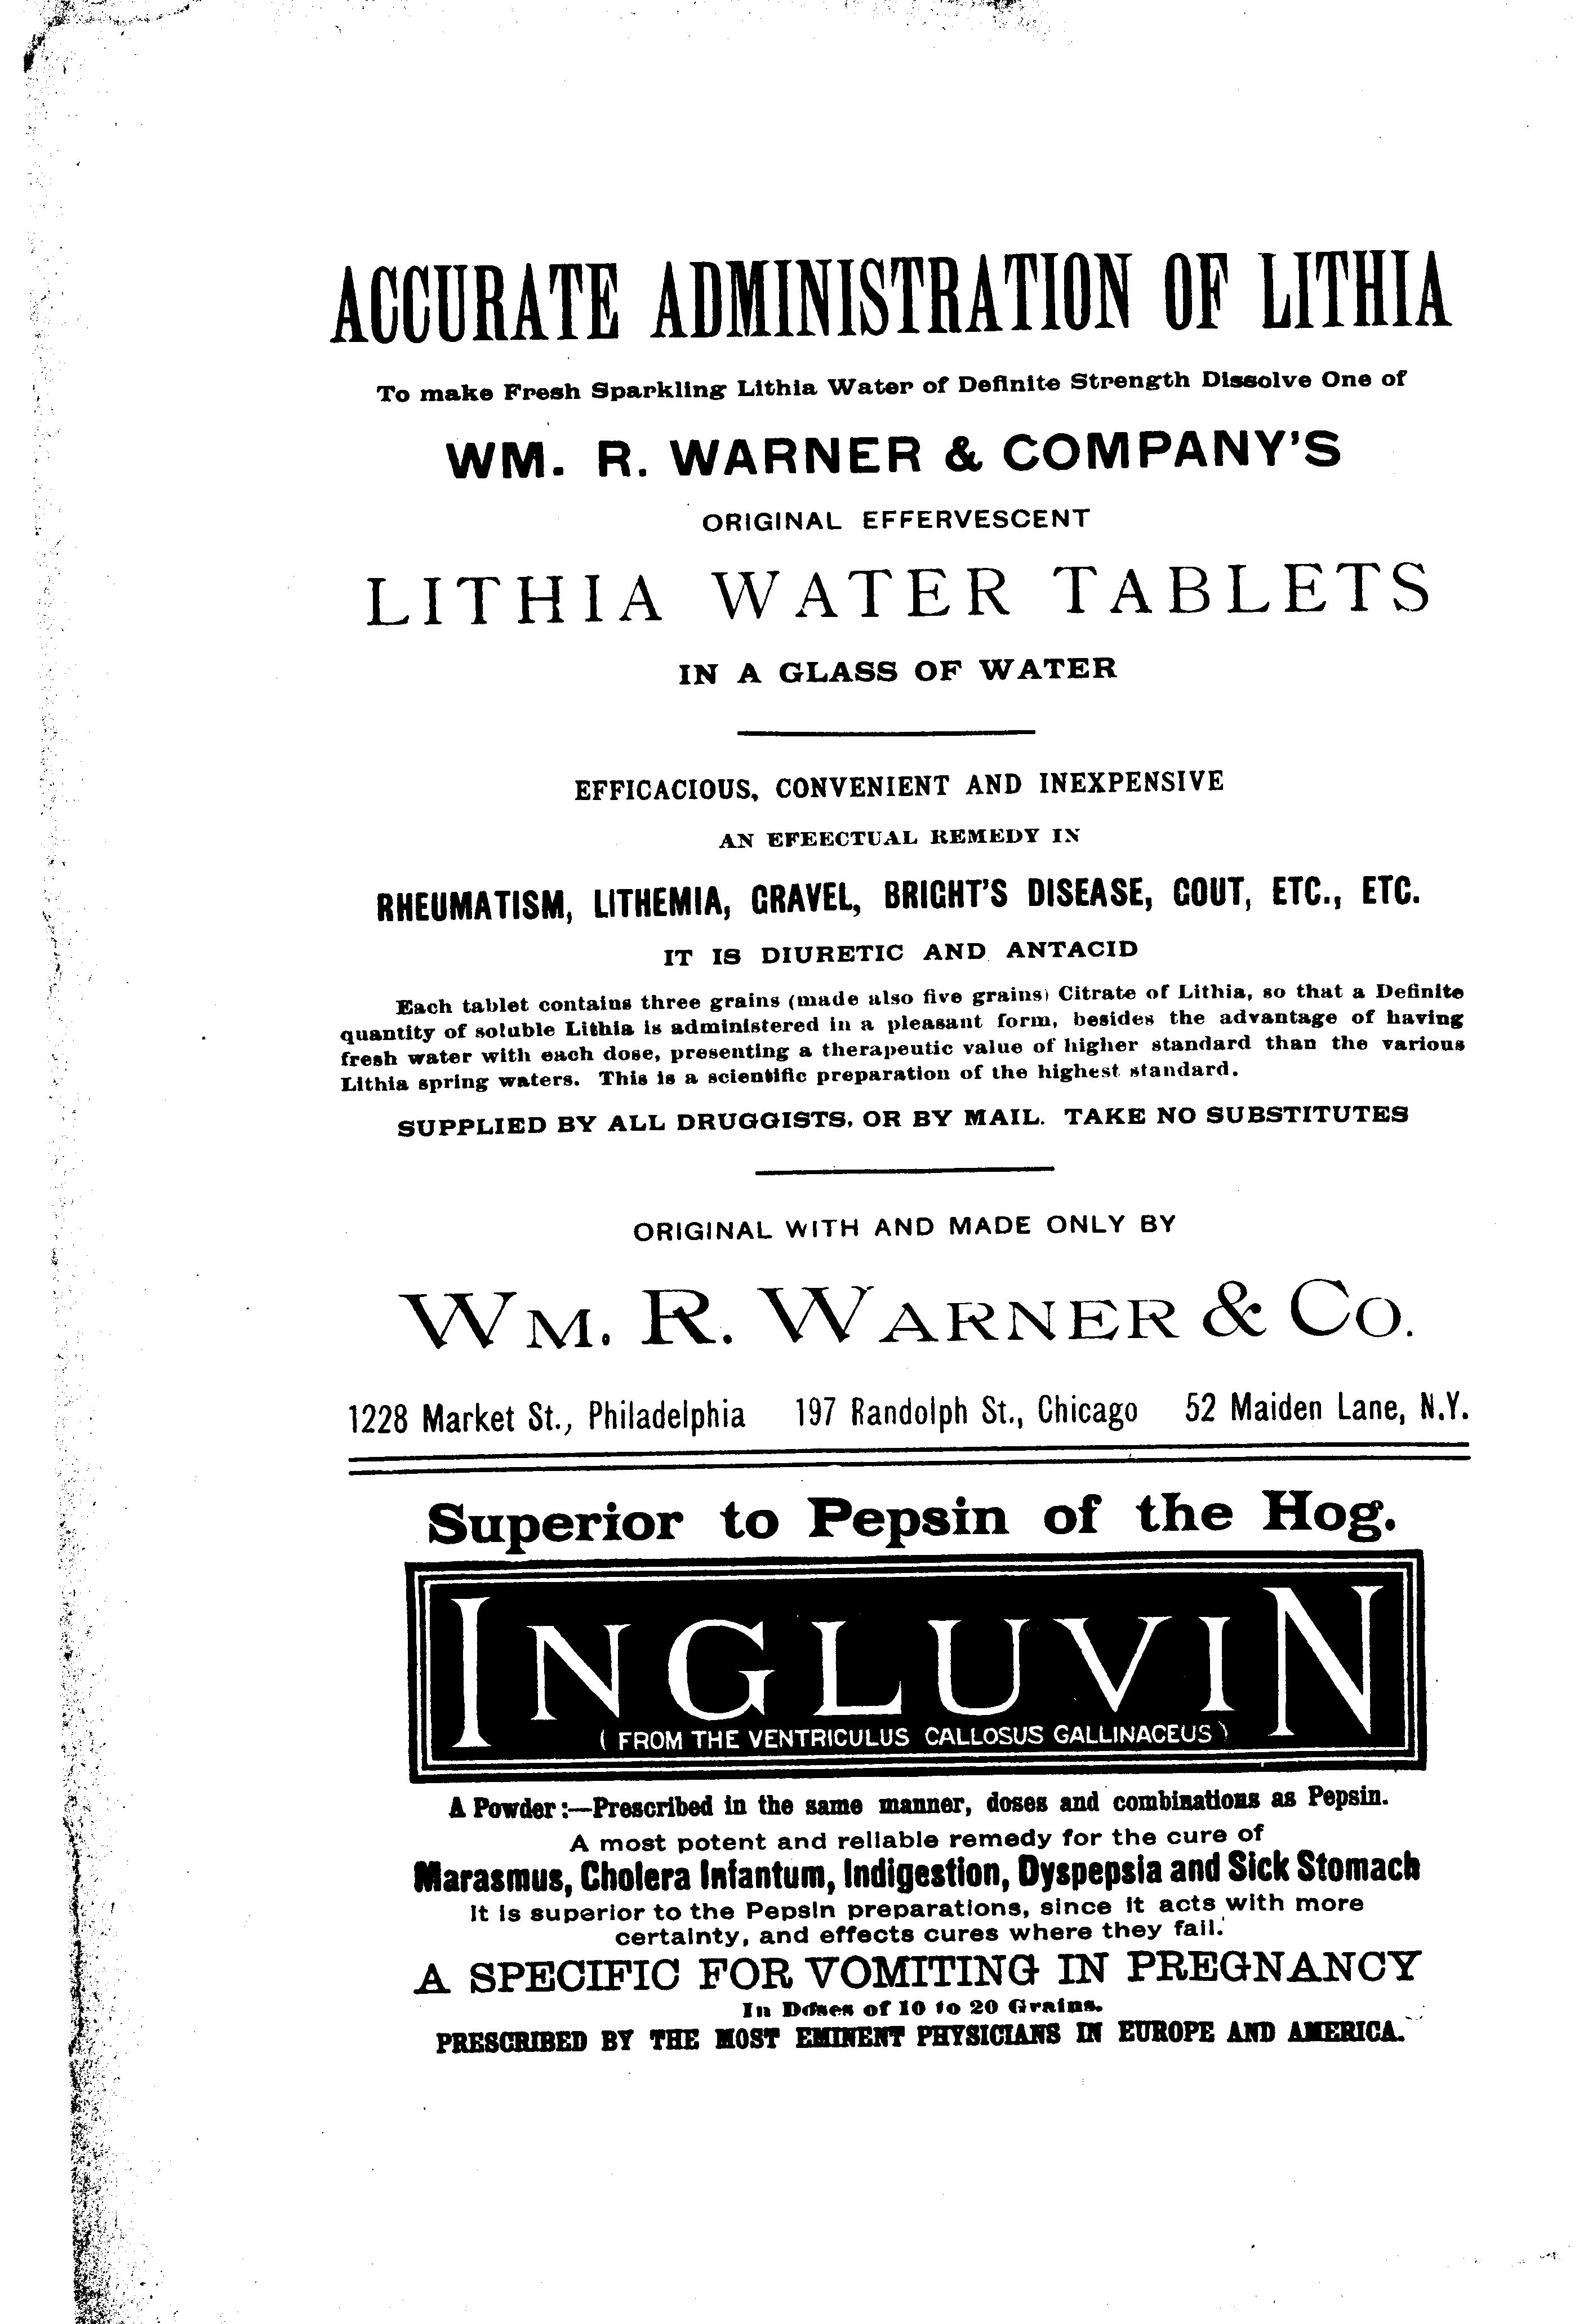 ACCURATE ADMINISTRATION OF LITHIA
To make Fresh Sparkling Lithia Water of Definite Strength Dissolve One of
WM. R. WARNER & COMPANY'S
ORIGINAL EFFERVESCENT
LITHIA WATER TABLETS
IN A GLASS OF WATER
EFFICACIOUS, CONVENIENT AND INEXPENSIVE
AN EFEECTUAL REMEDY IN
RHEUMATISM, LITHEMIA, GRAVEL, BRIGHT'S DISEASE, GOUT, ETC., ETC.
IT IS DIURETIC AND ANTACID
Each tablet contains three grains (made also five grains) Citrate of Lithia, so that a Definite
quantity of soluble Lithia is administered in a pleasant form, besides the advantage of having
fresh water with each dose, presenting a therapeutic value of higher standard than the various
Lithia spring waters. This is a scientific preparation of the highest standard.
SUPPLIED BY ALL DRUGGISTS, OR BY MAIL. TAKE NO SUBSTITUTES
ORIGINAL WITH AND MADE ONLY BY
WM. R. WARNER & CO.
1228 Market St., Philadelphia 197 Randolph St., Chicago 52 Maiden Lane, N.Y.
Superior to Pepsin of the Hog.
INGLUVIN
(FROM THE VENTRICULUS CALLOSUS GALLINACEUS)
A Powder:—Prescribed in the same manner, doses and combinations as Pepsin.
A most potent and reliable remedy for the cure of
Marasmus, Cholera Infantum, Indigestion, Dyspepsia and Sick Stomach
It is superior to the Pepsin preparations, since it acts with more
certainty, and effects cures where they fail.
A SPECIFIC FOR VOMITING IN PREGNANCY
In Doses of 10 to 20 Grains.
PRESCRIBED BY THE MOST EMINENT PHYSICIANS IN EUROPE AND AMERICA.